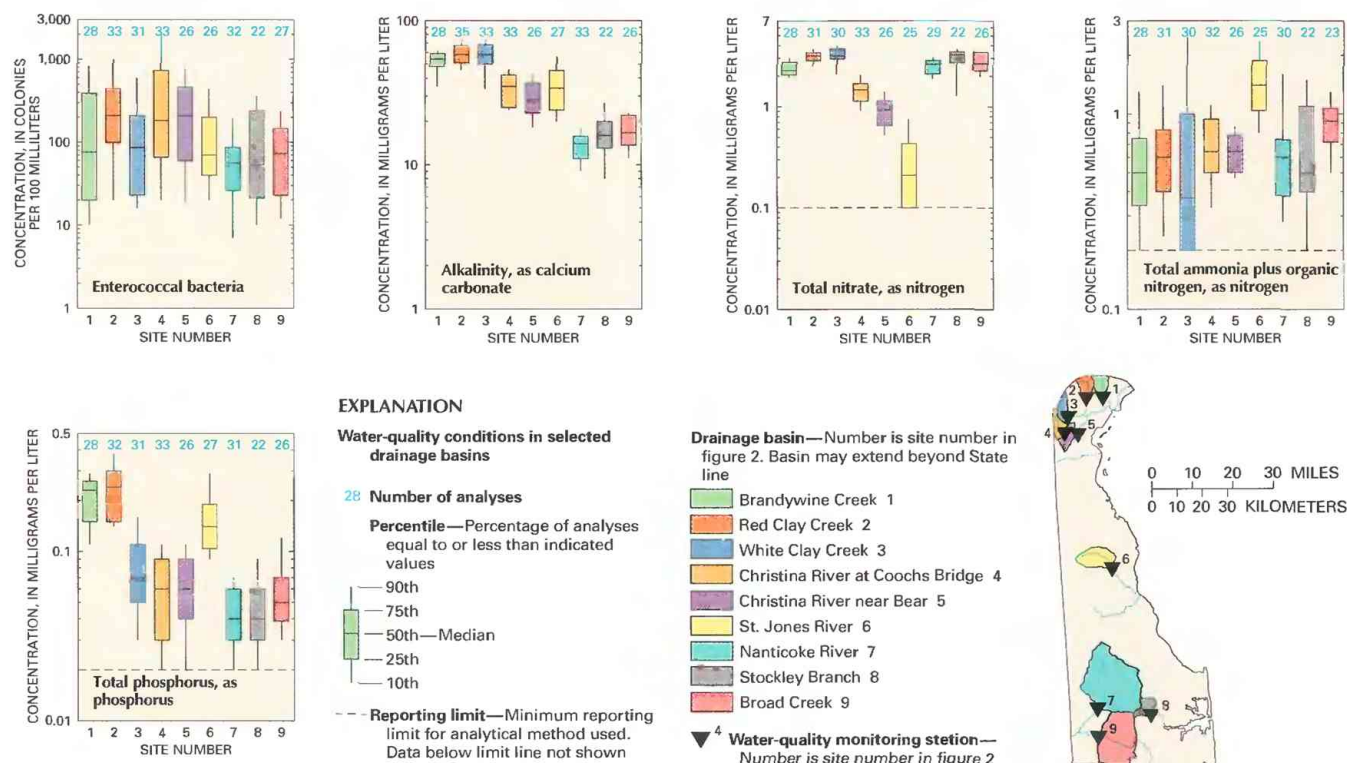 CONCENTRATION, IN COLONIES
PER 100 MILLILITERS
3,000
1,000
100
10
1
28 33 31 33 26 26 32 22 27
Enterococcal bacteria
1 2 3 4 5 6 7 8 9
SITE NUMBER
CONCENTRATION, IN MILLIGRAMS PER LITER
100
10
1
28 35 33 33 26 27 33 22 26
Alkalinity, as calcium
carbonate
1 2 3 4 5 6 7 8 9
SITE NUMBER
CONCENTRATION, IN MILLIGRAMS PER LITER
7
1
0.1
0.01
28 31 30 33 26 25 29 22 26
Total nitrate, as nitrogen
1 2 3 4 5 6 7 8 9
SITE NUMBER
CONCENTRATION, IN MILLIGRAMS PER LITER
3
1
0.1
28 31 30 32 26 25 30 22 23
Total ammonia plus organic
nitrogen, as nitrogen
1 2 3 4 5 6 7 8 9
SITE NUMBER
CONCENTRATION, IN MILLIGRAMS PER LITER
0.5
0.1
0.01
28 32 31 33 26 27 31 22 26
Total phosphorus, as
phosphorus
1 2 3 4 5 6 7 8 9
SITE NUMBER
EXPLANATION
Water-quality conditions in selected
drainage basins
28 Number of analyses
Percentile—Percentage of analyses
equal to or less than indicated
values
90th
75th
50th—Median
25th
10th
Reporting limit—Minimum reporting
limit for analytical method used.
Data below limit line not shown
Drainage basin—Number is site number in
figure 2. Basin may extend beyond State
line
Brandywine Creek 1
Red Clay Creek 2
White Clay Creek 3
Christina River at Coochs Bridge 4
Christina River near Bear 5
St. Jones River 6
Nanticoke River 7
Stockley Branch 8
Broad Creek 9
4 Water-quality monitoring stetion—
Number is site number in figure 2
2 1
3
4 5
6
7 8
9
0 10 20 30 MILES
0 10 20 30 KILOMETERS